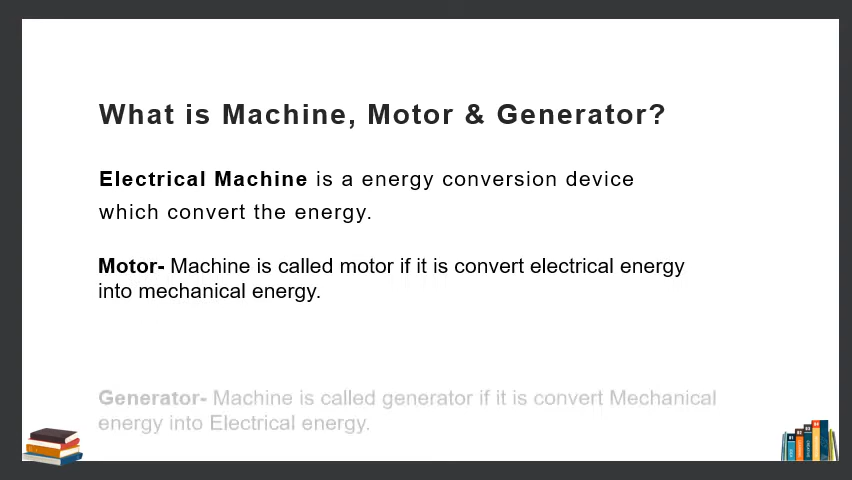 What is Machine, Motor & Generator?
Electrical Machine is a energy conversion device
which convert the energy.
Motor- Machine is called motor if it is convert electrical energy
into mechanical energy.
Generator- Machine is called generator if it is convert Mechanical
energy into Electrical energy.